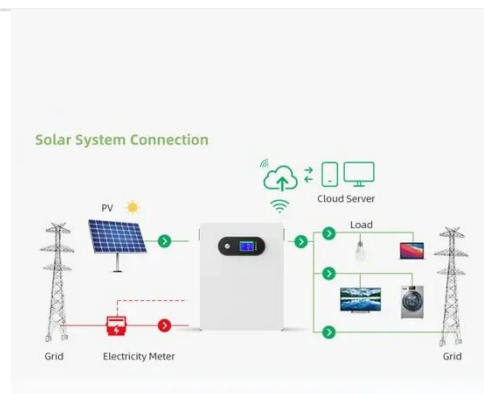 Solar System Connection
Cloud Server
PV
Load
Grid
Electricity Meter
Grid